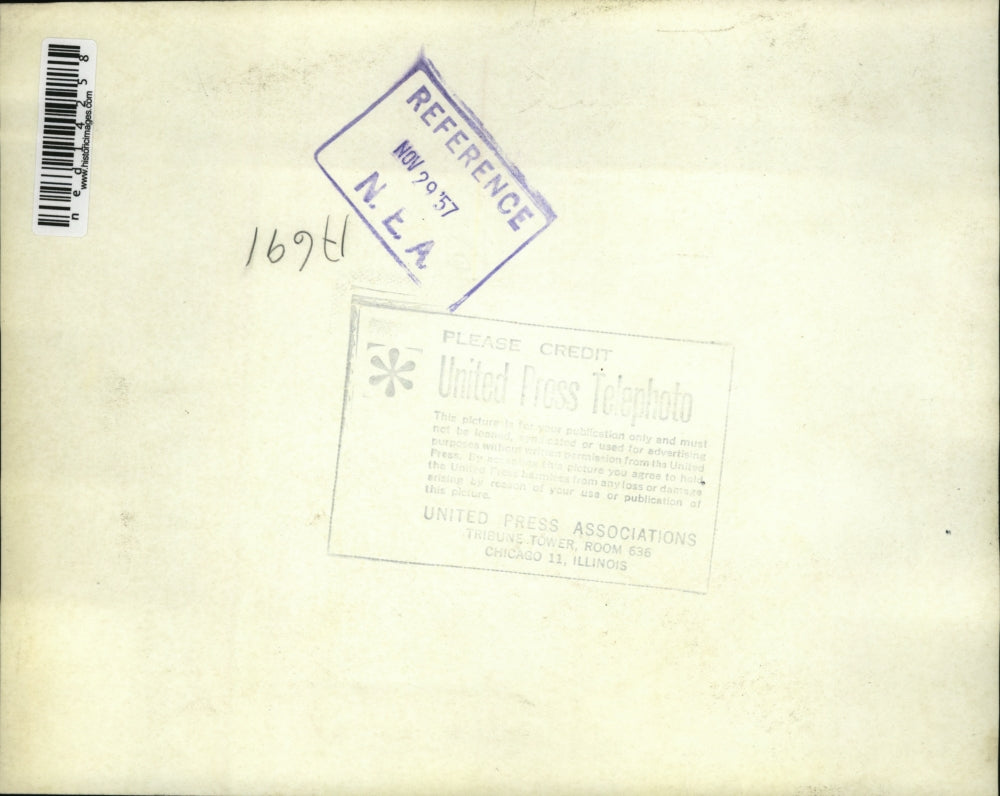 ned14258
www.historicimages.com
REFERENCE
NOV 29 '57
N. E. A.
PLEASE CREDIT
United Press Telephoto
This picture is for your publication only and must
not be loaned, syndicated or used for advertising
purposes without written permission from the United
Press. By accepting this picture you agree to hold
the United Press harmless from any loss or damage
arising by reason of your use or publication of
this picture.
UNITED PRESS ASSOCIATIONS
TRIBUNE TOWER, ROOM 636
CHICAGO 11, ILLINOIS